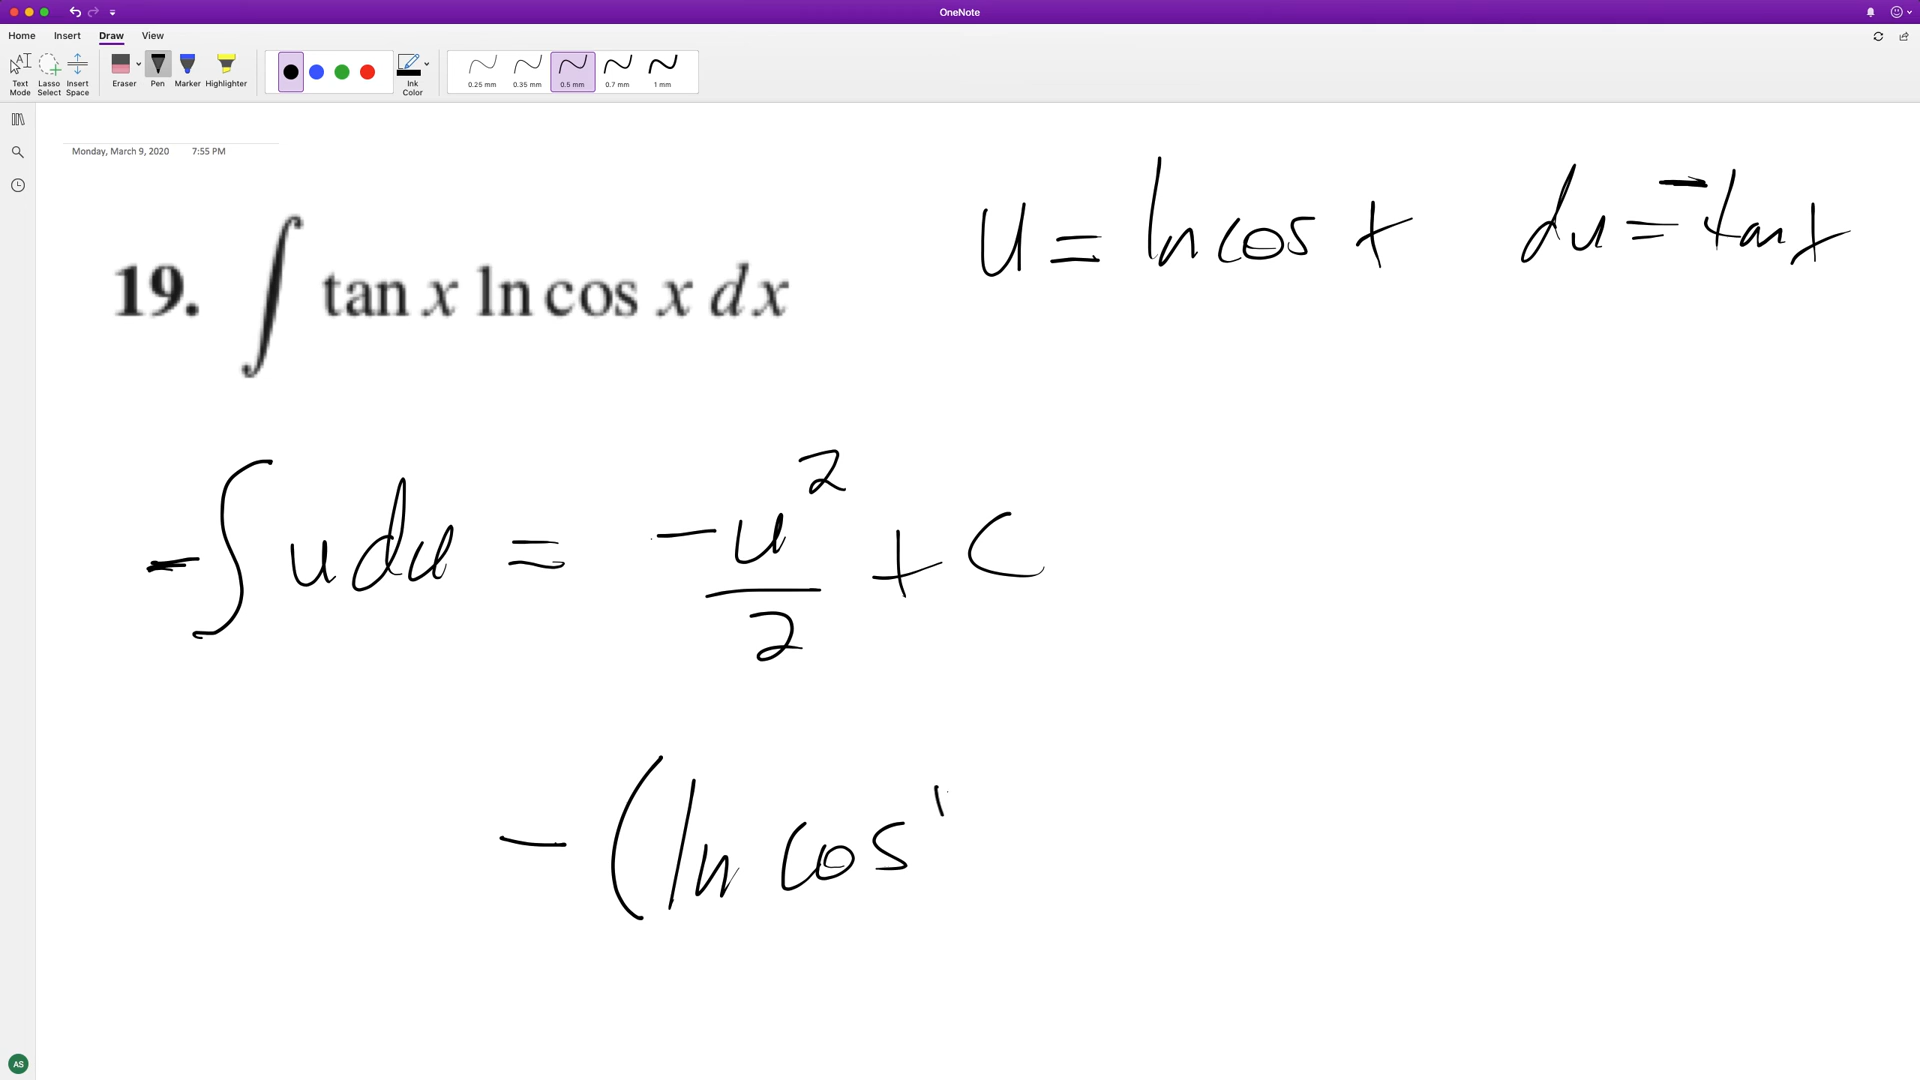 OneNote
Home Insert Draw View
Text Mode Lasso Select Insert Space Eraser Pen Marker Highlighter Ink Color 0.25 mm 0.35 mm 0.5 mm 0.7 mm 1 mm
Monday, March 9, 2020 7:55 PM
u = ln cos t du = -tan t
19. ∫ tan x ln cos x dx
-∫ u du = -u²/2 + C
- (ln cos
AS